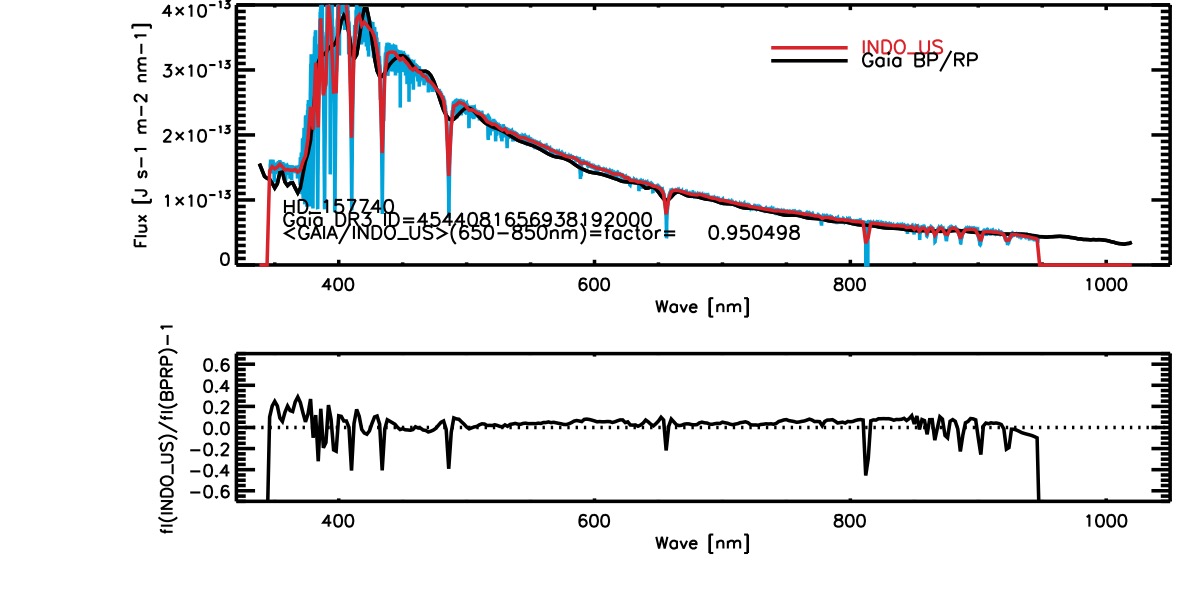 4×10−13
3×10−13
2×10−13
1×10−13
0
Flux [J s−1 m−2 nm−1]
INDO_US
Gaia BP/RP
HD_157740
Gaia DR3 ID=4544081656938192000
<GAIA/INDO_US>(650−850nm)=factor= 0.950498
400 600 800 1000
Wave [nm]
fl(INDO_US)/fl(BPRP)−1
0.6
0.4
0.2
0.0
−0.2
−0.4
−0.6
400 600 800 1000
Wave [nm]